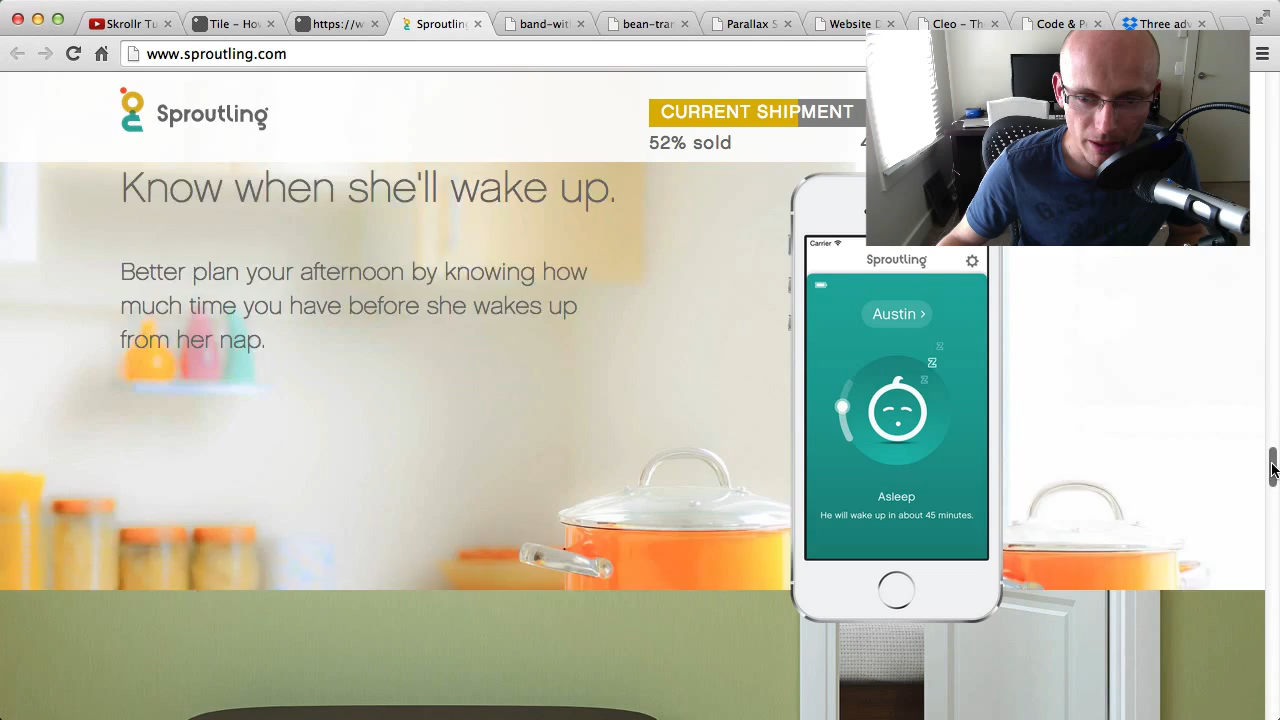 Skrollr Tu
Tile – How
https://w
Sproutling
band-wit
bean-tran
Parallax S
Website D
Cleo – Th
Code & P
Three adv
www.sproutling.com
Sproutling
CURRENT SHIPMENT
52% sold
Know when she'll wake up.
Better plan your afternoon by knowing how
much time you have before she wakes up
from her nap.
Carrier
Sproutling
Austin ›
z
z
z
Asleep
He will wake up in about 45 minutes.